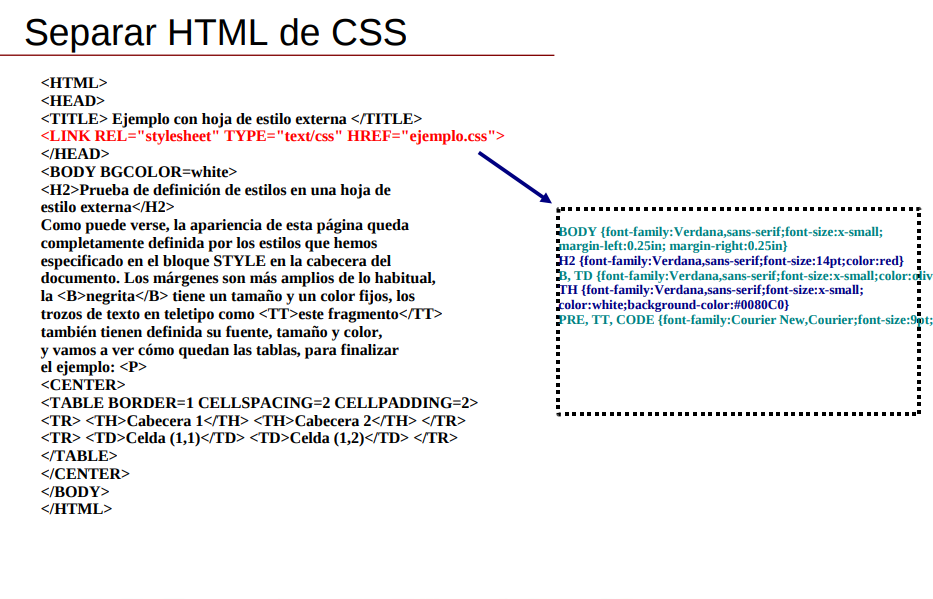 Separar HTML de CSS
<HTML>
<HEAD>
<TITLE> Ejemplo con hoja de estilo externa </TITLE>
<LINK REL="stylesheet" TYPE="text/css" HREF="ejemplo.css">
</HEAD>
<BODY BGCOLOR=white>
<H2>Prueba de definición de estilos en una hoja de
estilo externa</H2>
Como puede verse, la apariencia de esta página queda
completamente definida por los estilos que hemos
especificado en el bloque STYLE en la cabecera del
documento. Los márgenes son más amplios de lo habitual,
la <B>negrita</B> tiene un tamaño y un color fijos, los
trozos de texto en teletipo como <TT>este fragmento</TT>
también tienen definida su fuente, tamaño y color,
y vamos a ver cómo quedan las tablas, para finalizar
el ejemplo: <P>
<CENTER>
<TABLE BORDER=1 CELLSPACING=2 CELLPADDING=2>
<TR> <TH>Cabecera 1</TH> <TH>Cabecera 2</TH> </TR>
<TR> <TD>Celda (1,1)</TD> <TD>Celda (1,2)</TD> </TR>
</TABLE>
</CENTER>
</BODY>
</HTML>
BODY {font-family:Verdana,sans-serif;font-size:x-small;
margin-left:0.25in; margin-right:0.25in}
H2 {font-family:Verdana,sans-serif;font-size:14pt;color:red}
B, TD {font-family:Verdana,sans-serif;font-size:x-small;color:oliv
TH {font-family:Verdana,sans-serif;font-size:x-small;
color:white;background-color:#0080C0}
PRE, TT, CODE {font-family:Courier New,Courier;font-size:9pt;